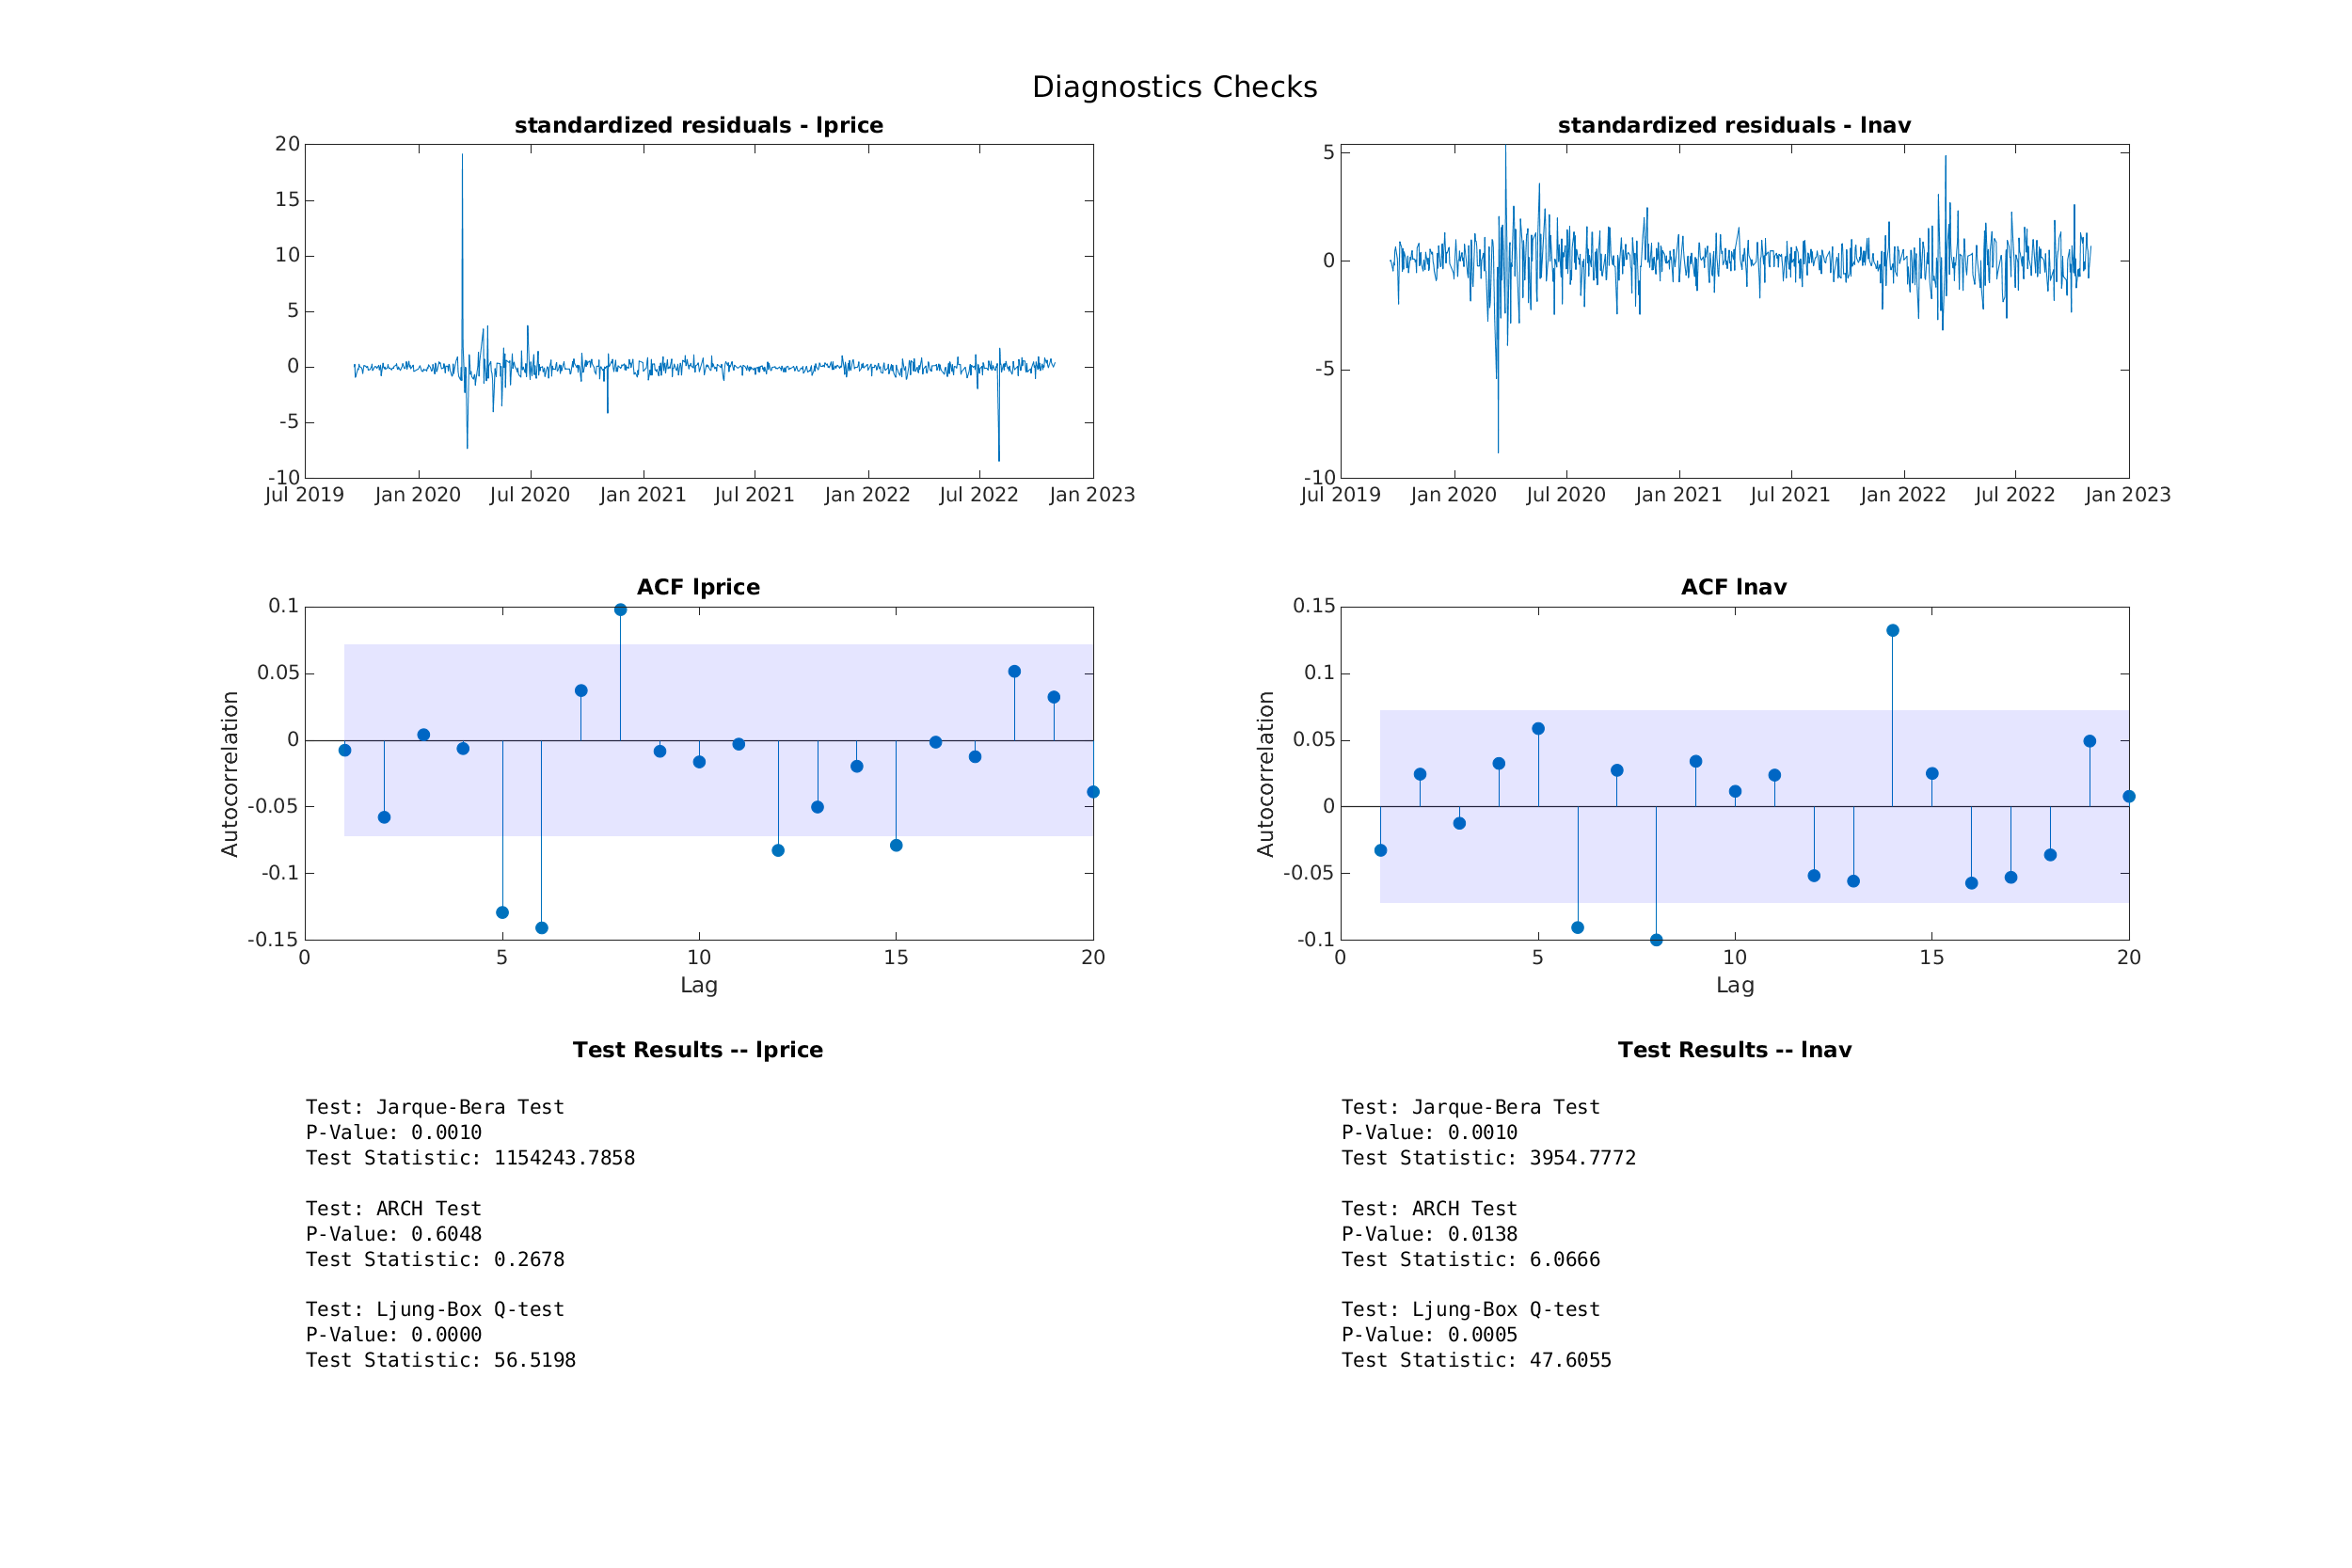 Diagnostics Checks
standardized residuals - lprice
20
15
10
5
0
-5
-10
Jul 2019 Jan 2020 Jul 2020 Jan 2021 Jul 2021 Jan 2022 Jul 2022 Jan 2023
standardized residuals - lnav
5
0
-5
-10
Jul 2019 Jan 2020 Jul 2020 Jan 2021 Jul 2021 Jan 2022 Jul 2022 Jan 2023
ACF lprice
Autocorrelation
0.1
0.05
0
-0.05
-0.1
-0.15
0 5 10 15 20
Lag
ACF lnav
Autocorrelation
0.15
0.1
0.05
0
-0.05
-0.1
0 5 10 15 20
Lag
Test Results -- lprice
Test: Jarque-Bera Test
P-Value: 0.0010
Test Statistic: 1154243.7858
Test: ARCH Test
P-Value: 0.6048
Test Statistic: 0.2678
Test: Ljung-Box Q-test
P-Value: 0.0000
Test Statistic: 56.5198
Test Results -- lnav
Test: Jarque-Bera Test
P-Value: 0.0010
Test Statistic: 3954.7772
Test: ARCH Test
P-Value: 0.0138
Test Statistic: 6.0666
Test: Ljung-Box Q-test
P-Value: 0.0005
Test Statistic: 47.6055